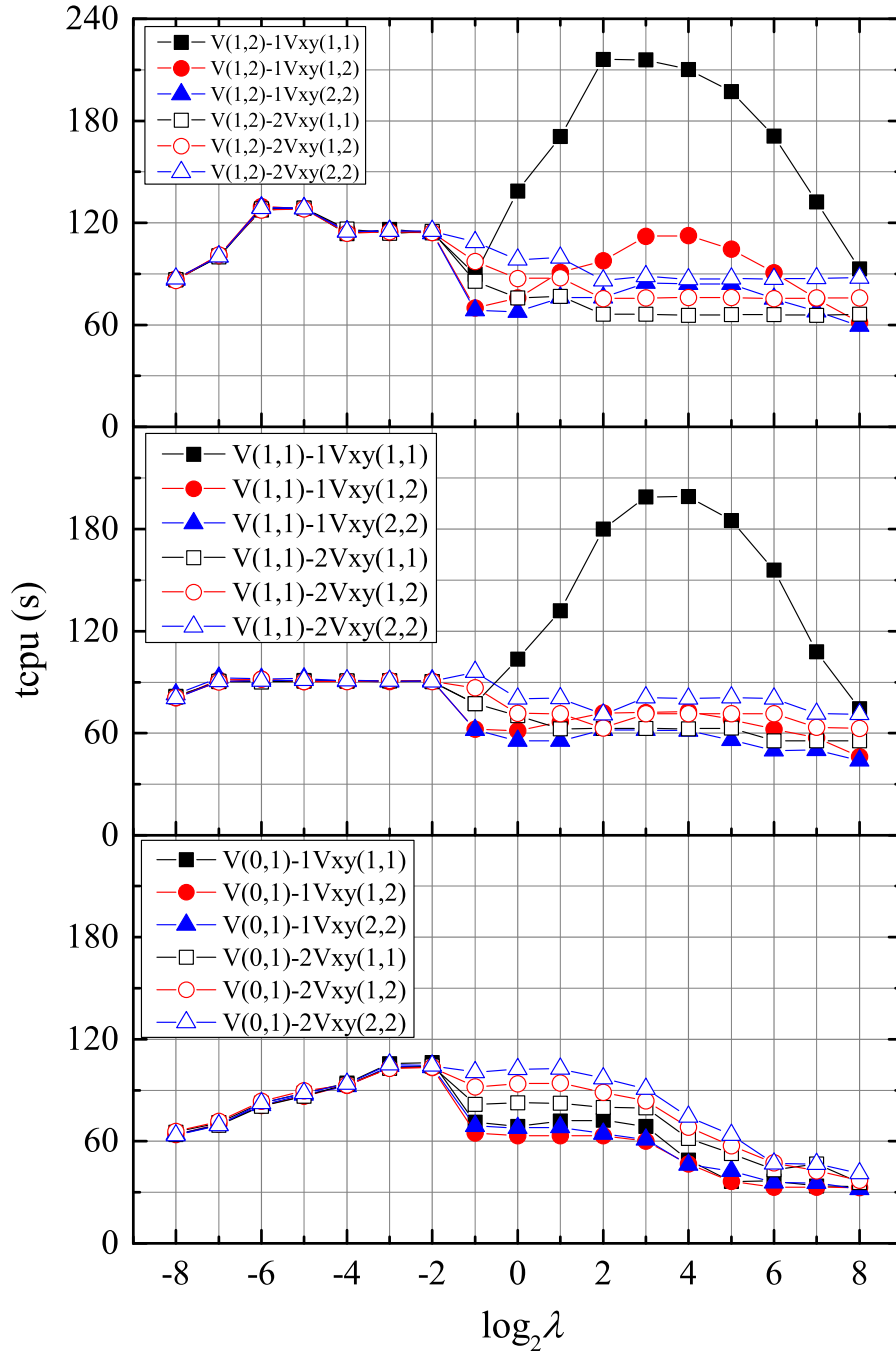 240
180
120
60
0
V(1,2)-1Vxy(1,1)
V(1,2)-1Vxy(1,2)
V(1,2)-1Vxy(2,2)
V(1,2)-2Vxy(1,1)
V(1,2)-2Vxy(1,2)
V(1,2)-2Vxy(2,2)
180
120
60
0
V(1,1)-1Vxy(1,1)
V(1,1)-1Vxy(1,2)
V(1,1)-1Vxy(2,2)
V(1,1)-2Vxy(1,1)
V(1,1)-2Vxy(1,2)
V(1,1)-2Vxy(2,2)
tcpu (s)
180
120
60
0
V(0,1)-1Vxy(1,1)
V(0,1)-1Vxy(1,2)
V(0,1)-1Vxy(2,2)
V(0,1)-2Vxy(1,1)
V(0,1)-2Vxy(1,2)
V(0,1)-2Vxy(2,2)
-8 -6 -4 -2 0 2 4 6 8
log₂λ